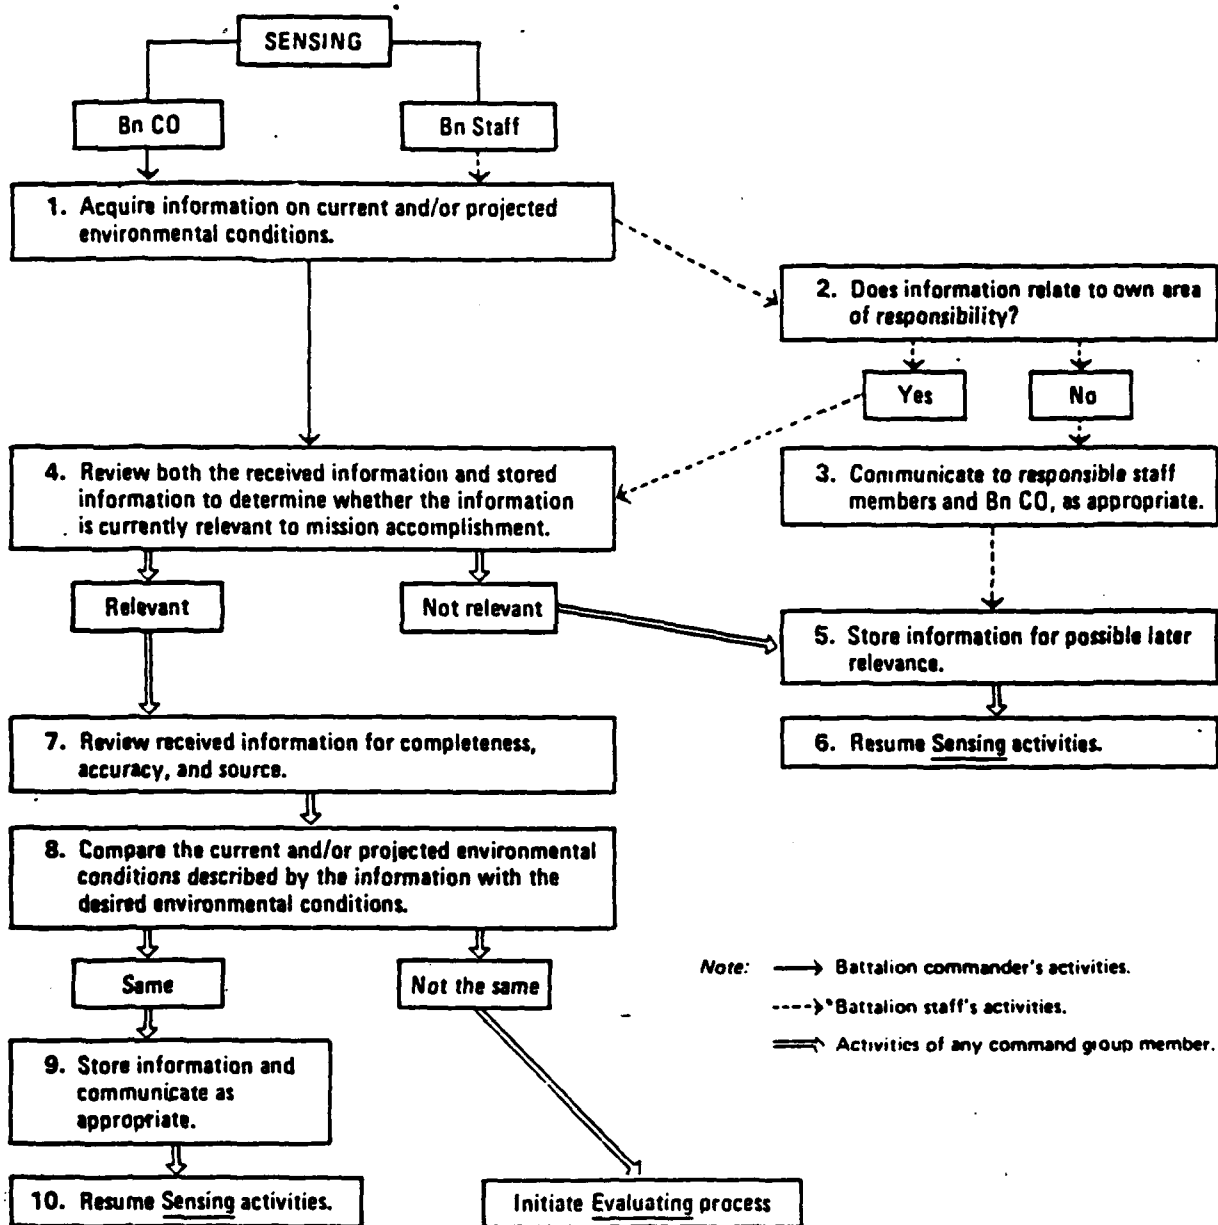 SENSING
Bn CO
Bn Staff
1. Acquire information on current and/or projected
environmental conditions.
2. Does information relate to own area
of responsibility?
Yes
No
3. Communicate to responsible staff
members and Bn CO, as appropriate.
4. Review both the received information and stored
information to determine whether the information
is currently relevant to mission accomplishment.
Relevant
Not relevant
5. Store information for possible later
relevance.
6. Resume Sensing activities.
7. Review received information for completeness,
accuracy, and source.
8. Compare the current and/or projected environmental
conditions described by the information with the
desired environmental conditions.
Same
Not the same
Note: Battalion commander's activities.
Battalion staff's activities.
Activities of any command group member.
9. Store information and
communicate as
appropriate.
10. Resume Sensing activities.
Initiate Evaluating process